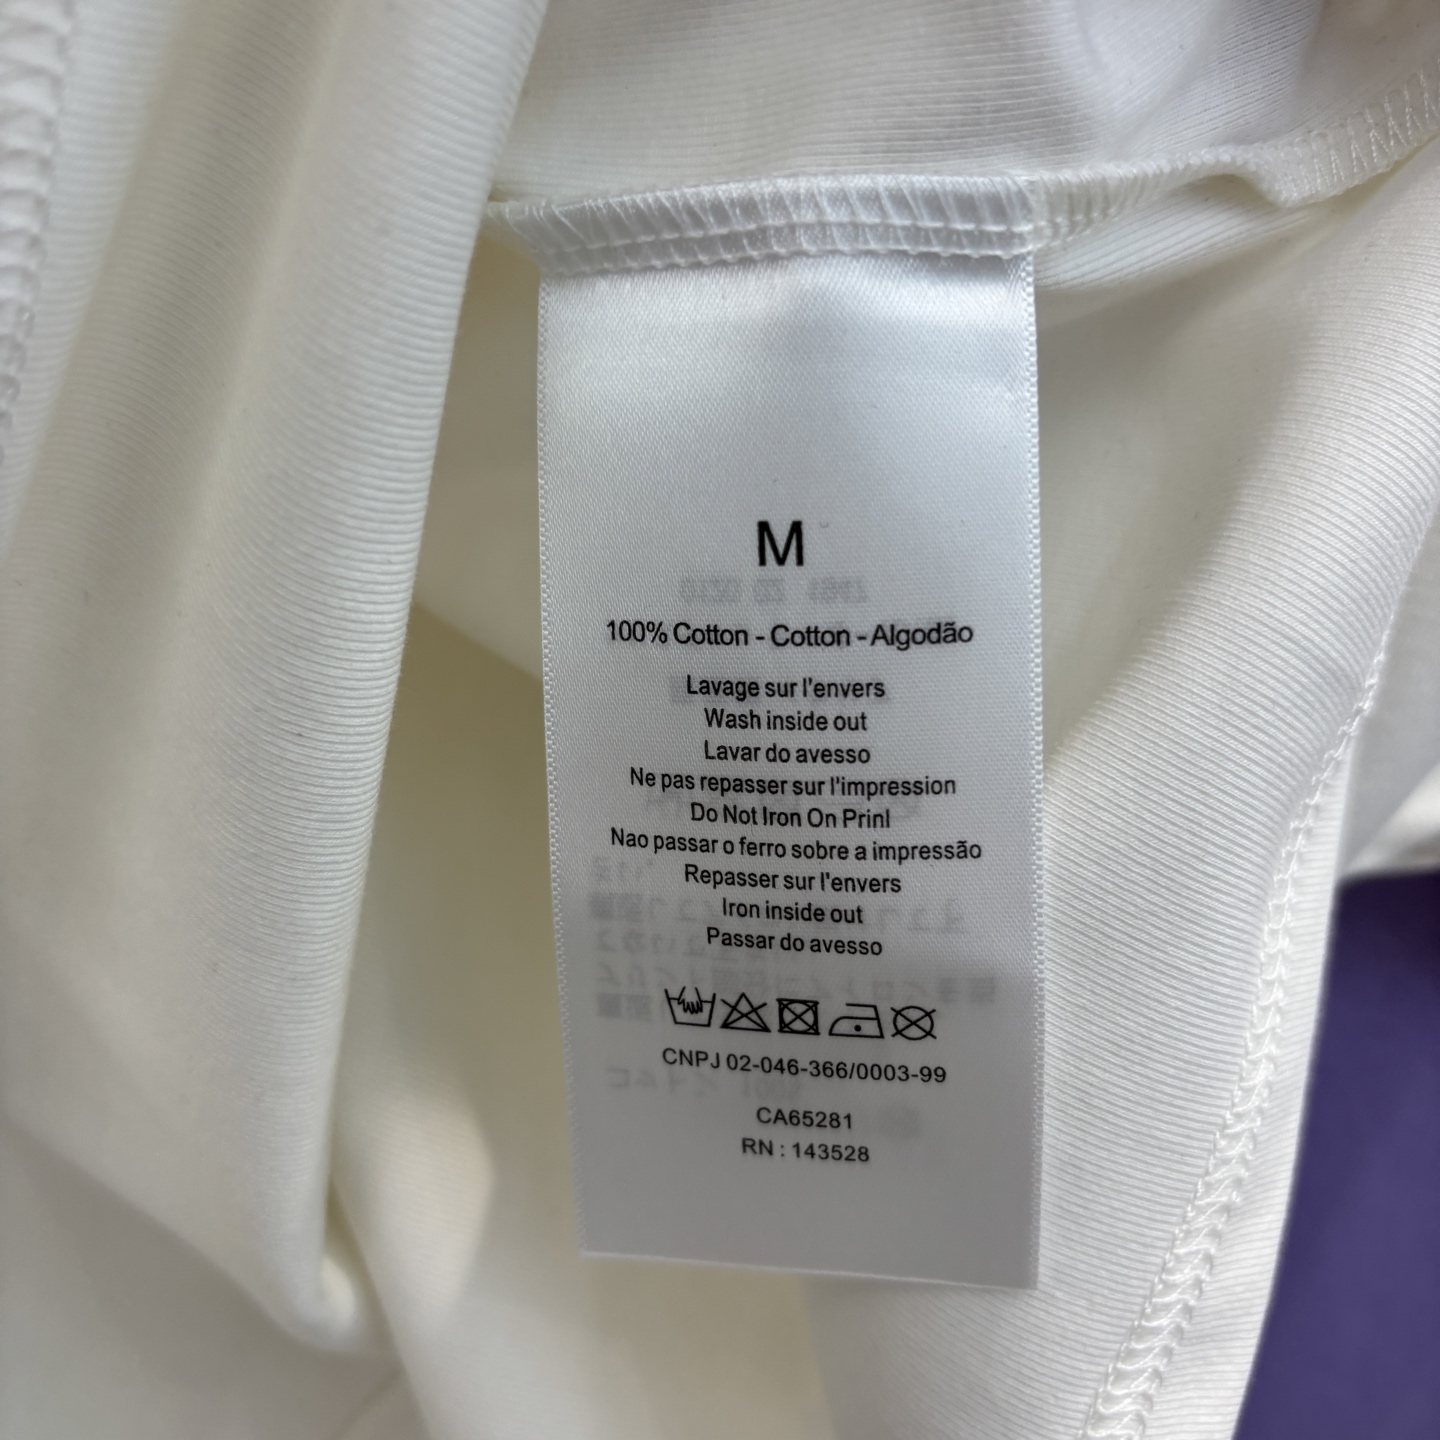 M
100% Cotton - Cotton - Algodão
Lavage sur l'envers
Wash inside out
Lavar do avesso
Ne pas repasser sur l'impression
Do Not Iron On Prinl
Nao passar o ferro sobre a impressão
Repasser sur l'envers
Iron inside out
Passar do avesso
CNPJ 02-046-366/0003-99
CA65281
RN : 143528